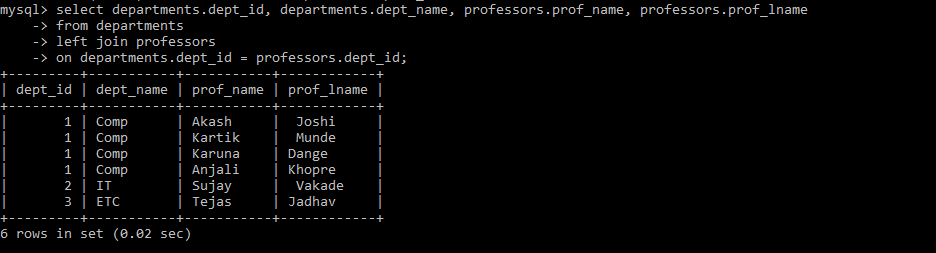 mysql> select departments.dept_id, departments.dept_name, professors.prof_name, professors.prof_lname
    -> from departments
    -> left join professors
    -> on departments.dept_id = professors.dept_id;
+---------+-----------+-----------+------------+
| dept_id | dept_name | prof_name | prof_lname |
+---------+-----------+-----------+------------+
|       1 | Comp      | Akash     |  Joshi     |
|       1 | Comp      | Kartik    |  Munde     |
|       1 | Comp      | Karuna    | Dange      |
|       1 | Comp      | Anjali    | Khopre     |
|       2 | IT        | Sujay     |  Vakade    |
|       3 | ETC       | Tejas     | Jadhav     |
+---------+-----------+-----------+------------+
6 rows in set (0.02 sec)